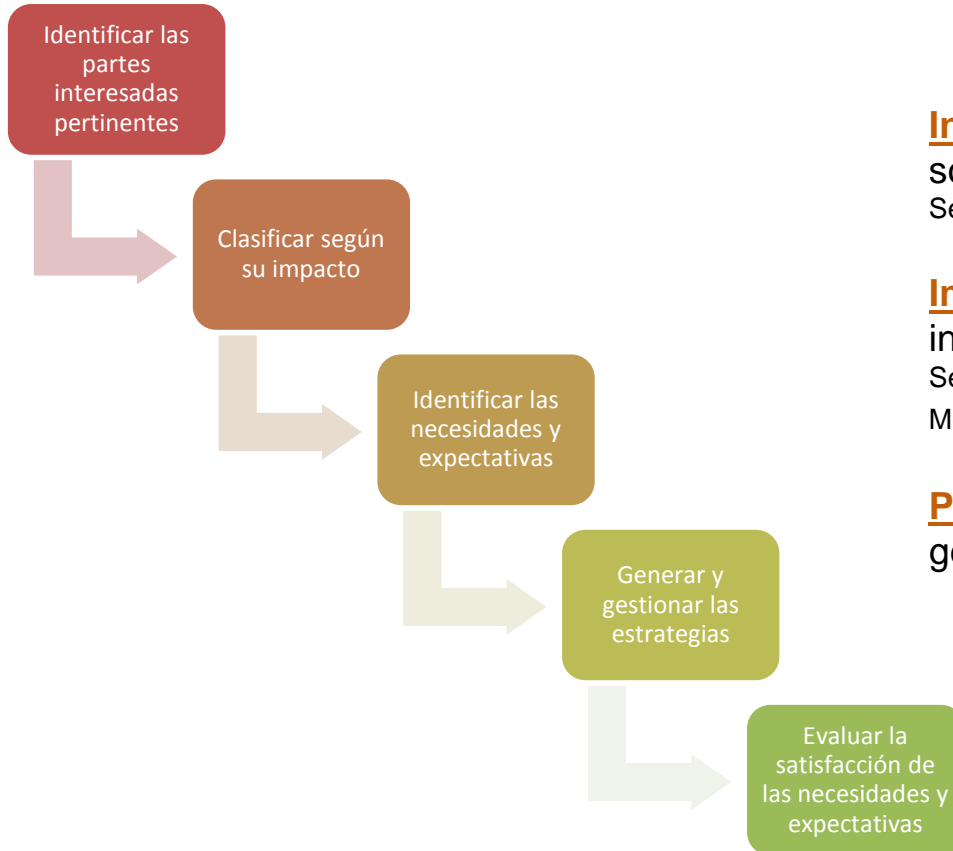 Identificar las
partes
interesadas
pertinentes
Clasificar según
su impacto
Identificar las
necesidades y
expectativas
Generar y
gestionar las
estrategias
Evaluar la
satisfacción de
las necesidades y
expectativas